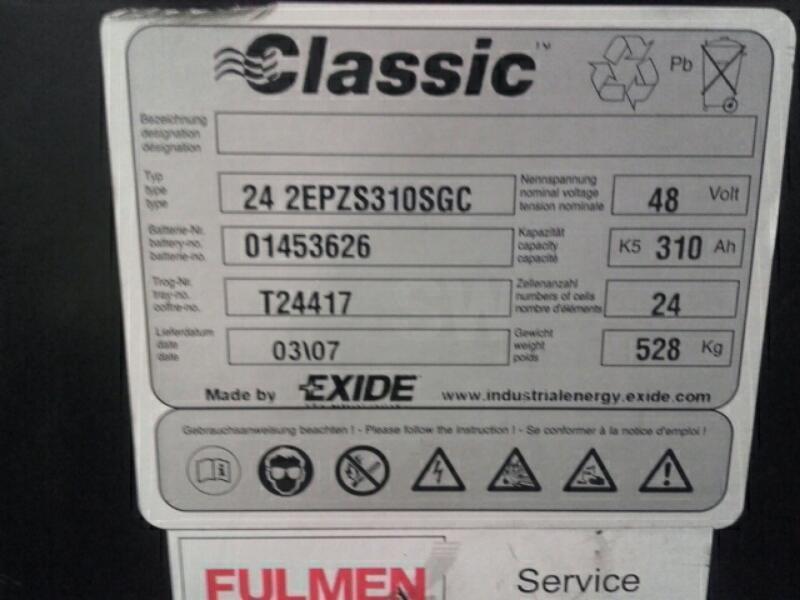 Classic™
Pb
Bezeichnung
designation
désignation
Typ
type
type
24 2EPZS310SGC
Nennspannung
nominal voltage
tension nominale
48 Volt
Batterie-Nr.
battery-no.
batterie-no.
01453626
Kapazität
capacity
capacité
K5 310 Ah
Trog-Nr.
tray-no.
coffre-no.
T24417
Zellenanzahl
numbers of cells
nombre d'éléments
24
Lieferdatum
date
date
03\07
Gewicht
weight
poids
528 Kg
Made by EXIDE www.industrialenergy.exide.com
Gebrauchsanweisung beachten ! - Please follow the instruction ! - Se conformer à la notice d'emploi !
FULMEN Service